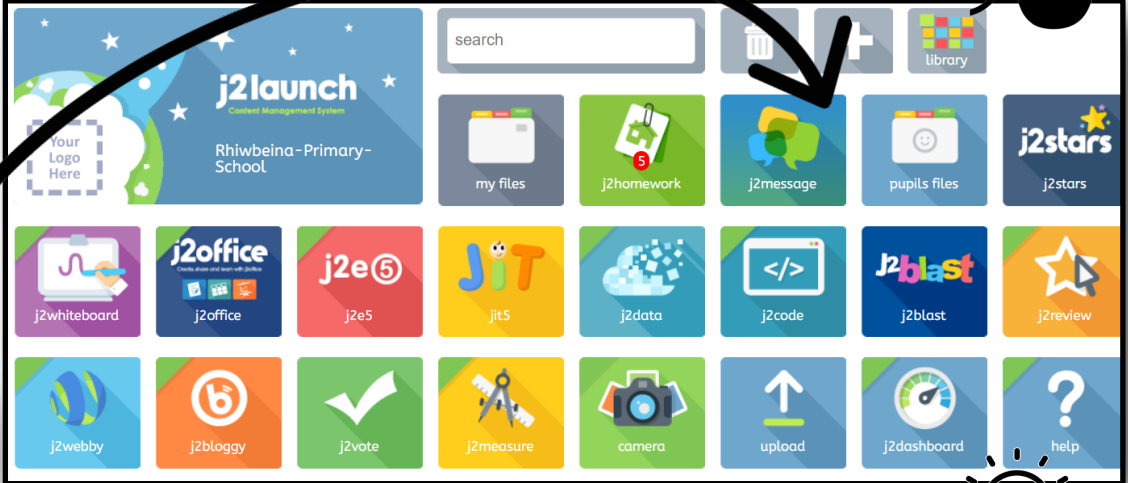 j2launch
Content Management System
Rhiwbeina-Primary-
School
Your
Logo
Here
search
library
my files
5
j2homework
j2message
pupils files
j2stars
j2stars
j2whiteboard
j2office
Create, share and learn with j2office
j2office
j2e5
j2e5
JiT
jit5
j2data
</>
j2code
j2blast
j2blast
j2review
j2webby
b
j2bloggy
j2vote
j2measure
camera
upload
j2dashboard
?
help